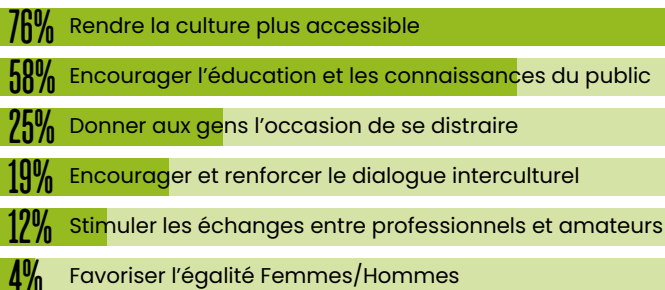 76% Rendre la culture plus accessible
58% Encourager l'éducation et les connaissances du public
25% Donner aux gens l'occasion de se distraire
19% Encourager et renforcer le dialogue interculturel
12% Stimuler les échanges entre professionnels et amateurs
4% Favoriser l'égalité Femmes/Hommes